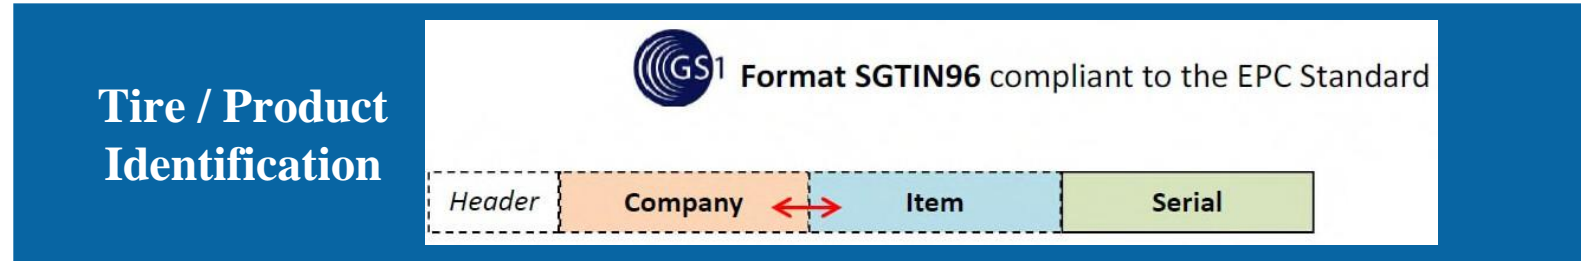 Tire / Product
Identification
GS1
Format SGTIN96 compliant to the EPC Standard
Header Company Item Serial